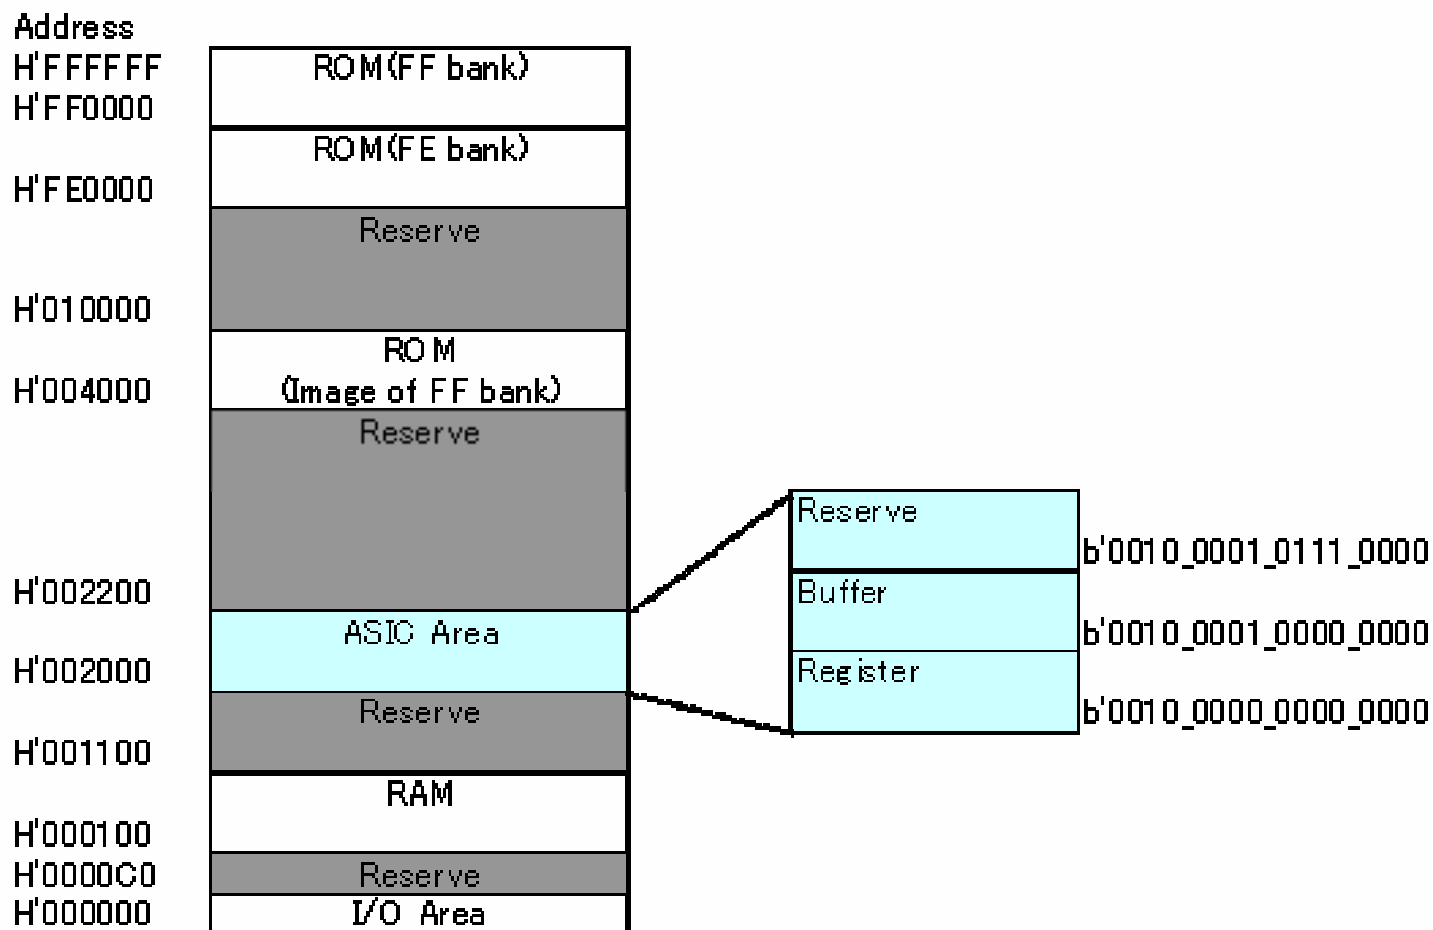 Address
H'FFFFFF ROM(FF bank)
H'FF0000
ROM(FE bank)
H'FE0000
Reserve
H'010000
ROM
H'004000 (Image of FF bank)
Reserve
Reserve
b'0010_0001_0111_0000
H'002200 Buffer
ASIC Area b'0010_0001_0000_0000
H'002000 Register
Reserve b'0010_0000_0000_0000
H'001100
RAM
H'000100
H'0000C0 Reserve
H'000000 I/O Area